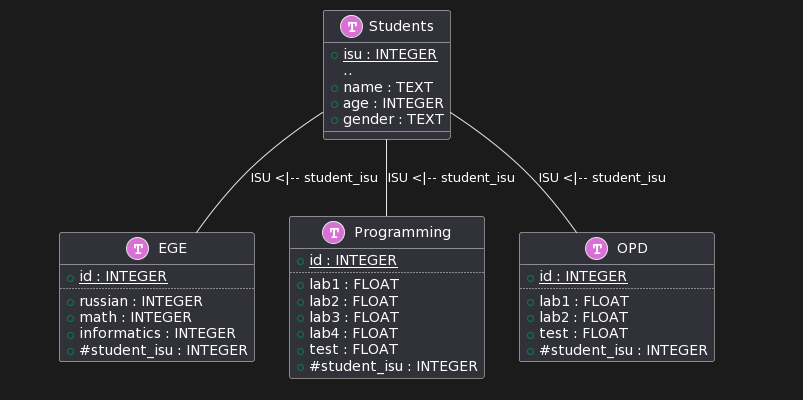 T Students
isu : INTEGER
..
name : TEXT
age : INTEGER
gender : TEXT
ISU <|-- student_isu
ISU <|-- student_isu
ISU <|-- student_isu
T EGE
id : INTEGER
russian : INTEGER
math : INTEGER
informatics : INTEGER
#student_isu : INTEGER
T Programming
id : INTEGER
lab1 : FLOAT
lab2 : FLOAT
lab3 : FLOAT
lab4 : FLOAT
test : FLOAT
#student_isu : INTEGER
T OPD
id : INTEGER
lab1 : FLOAT
lab2 : FLOAT
test : FLOAT
#student_isu : INTEGER